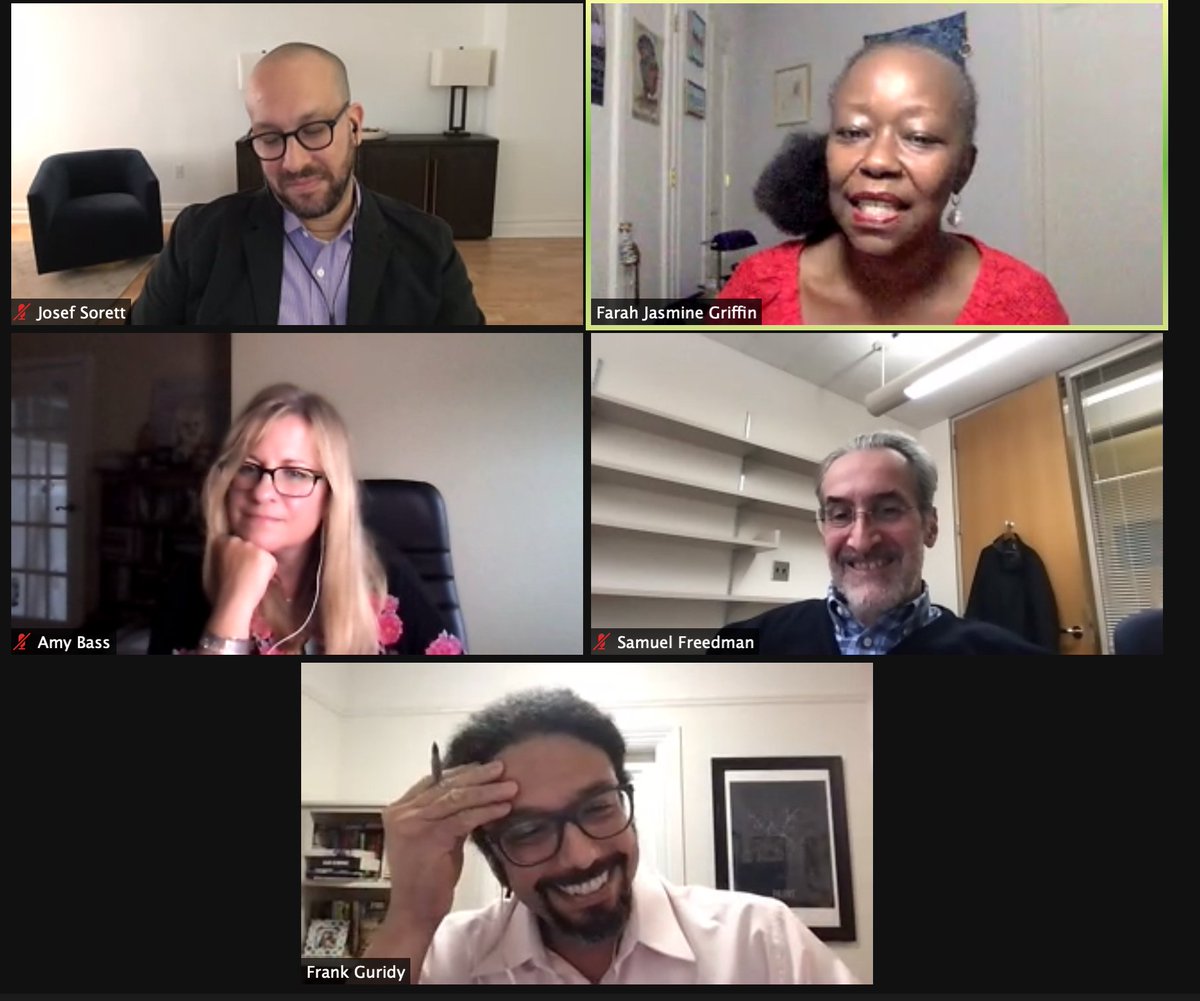 Josef Sorett
Farah Jasmine Griffin
Amy Bass
Samuel Freedman
Frank Guridy